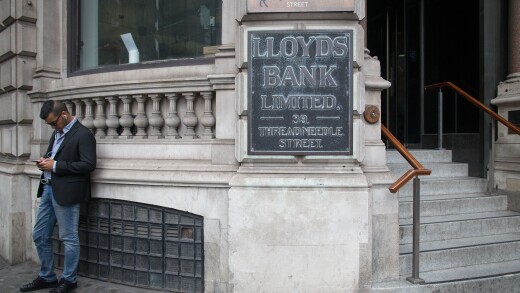 STREET
LLOYDS
BANK
LIMITED,
39,
THREADNEEDLE
STREET.